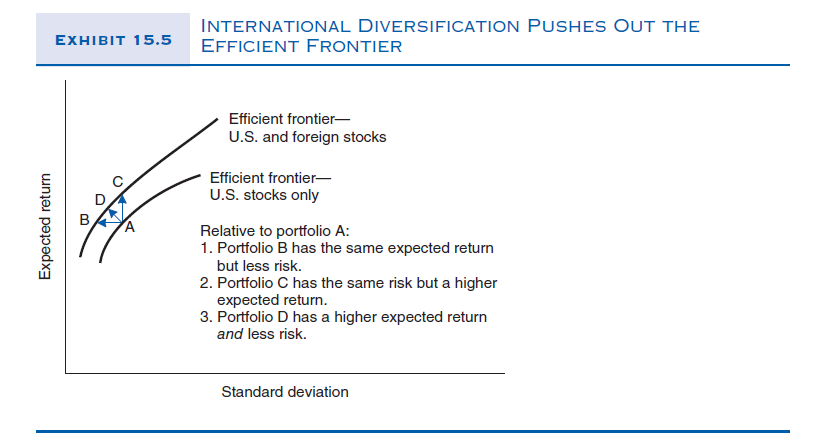 EXHIBIT 15.5
INTERNATIONAL DIVERSIFICATION PUSHES OUT THE
EFFICIENT FRONTIER
Efficient frontier—
U.S. and foreign stocks
Efficient frontier—
U.S. stocks only
C
D
B
A
Expected return
Relative to portfolio A:
1. Portfolio B has the same expected return
but less risk.
2. Portfolio C has the same risk but a higher
expected return.
3. Portfolio D has a higher expected return
and less risk.
Standard deviation